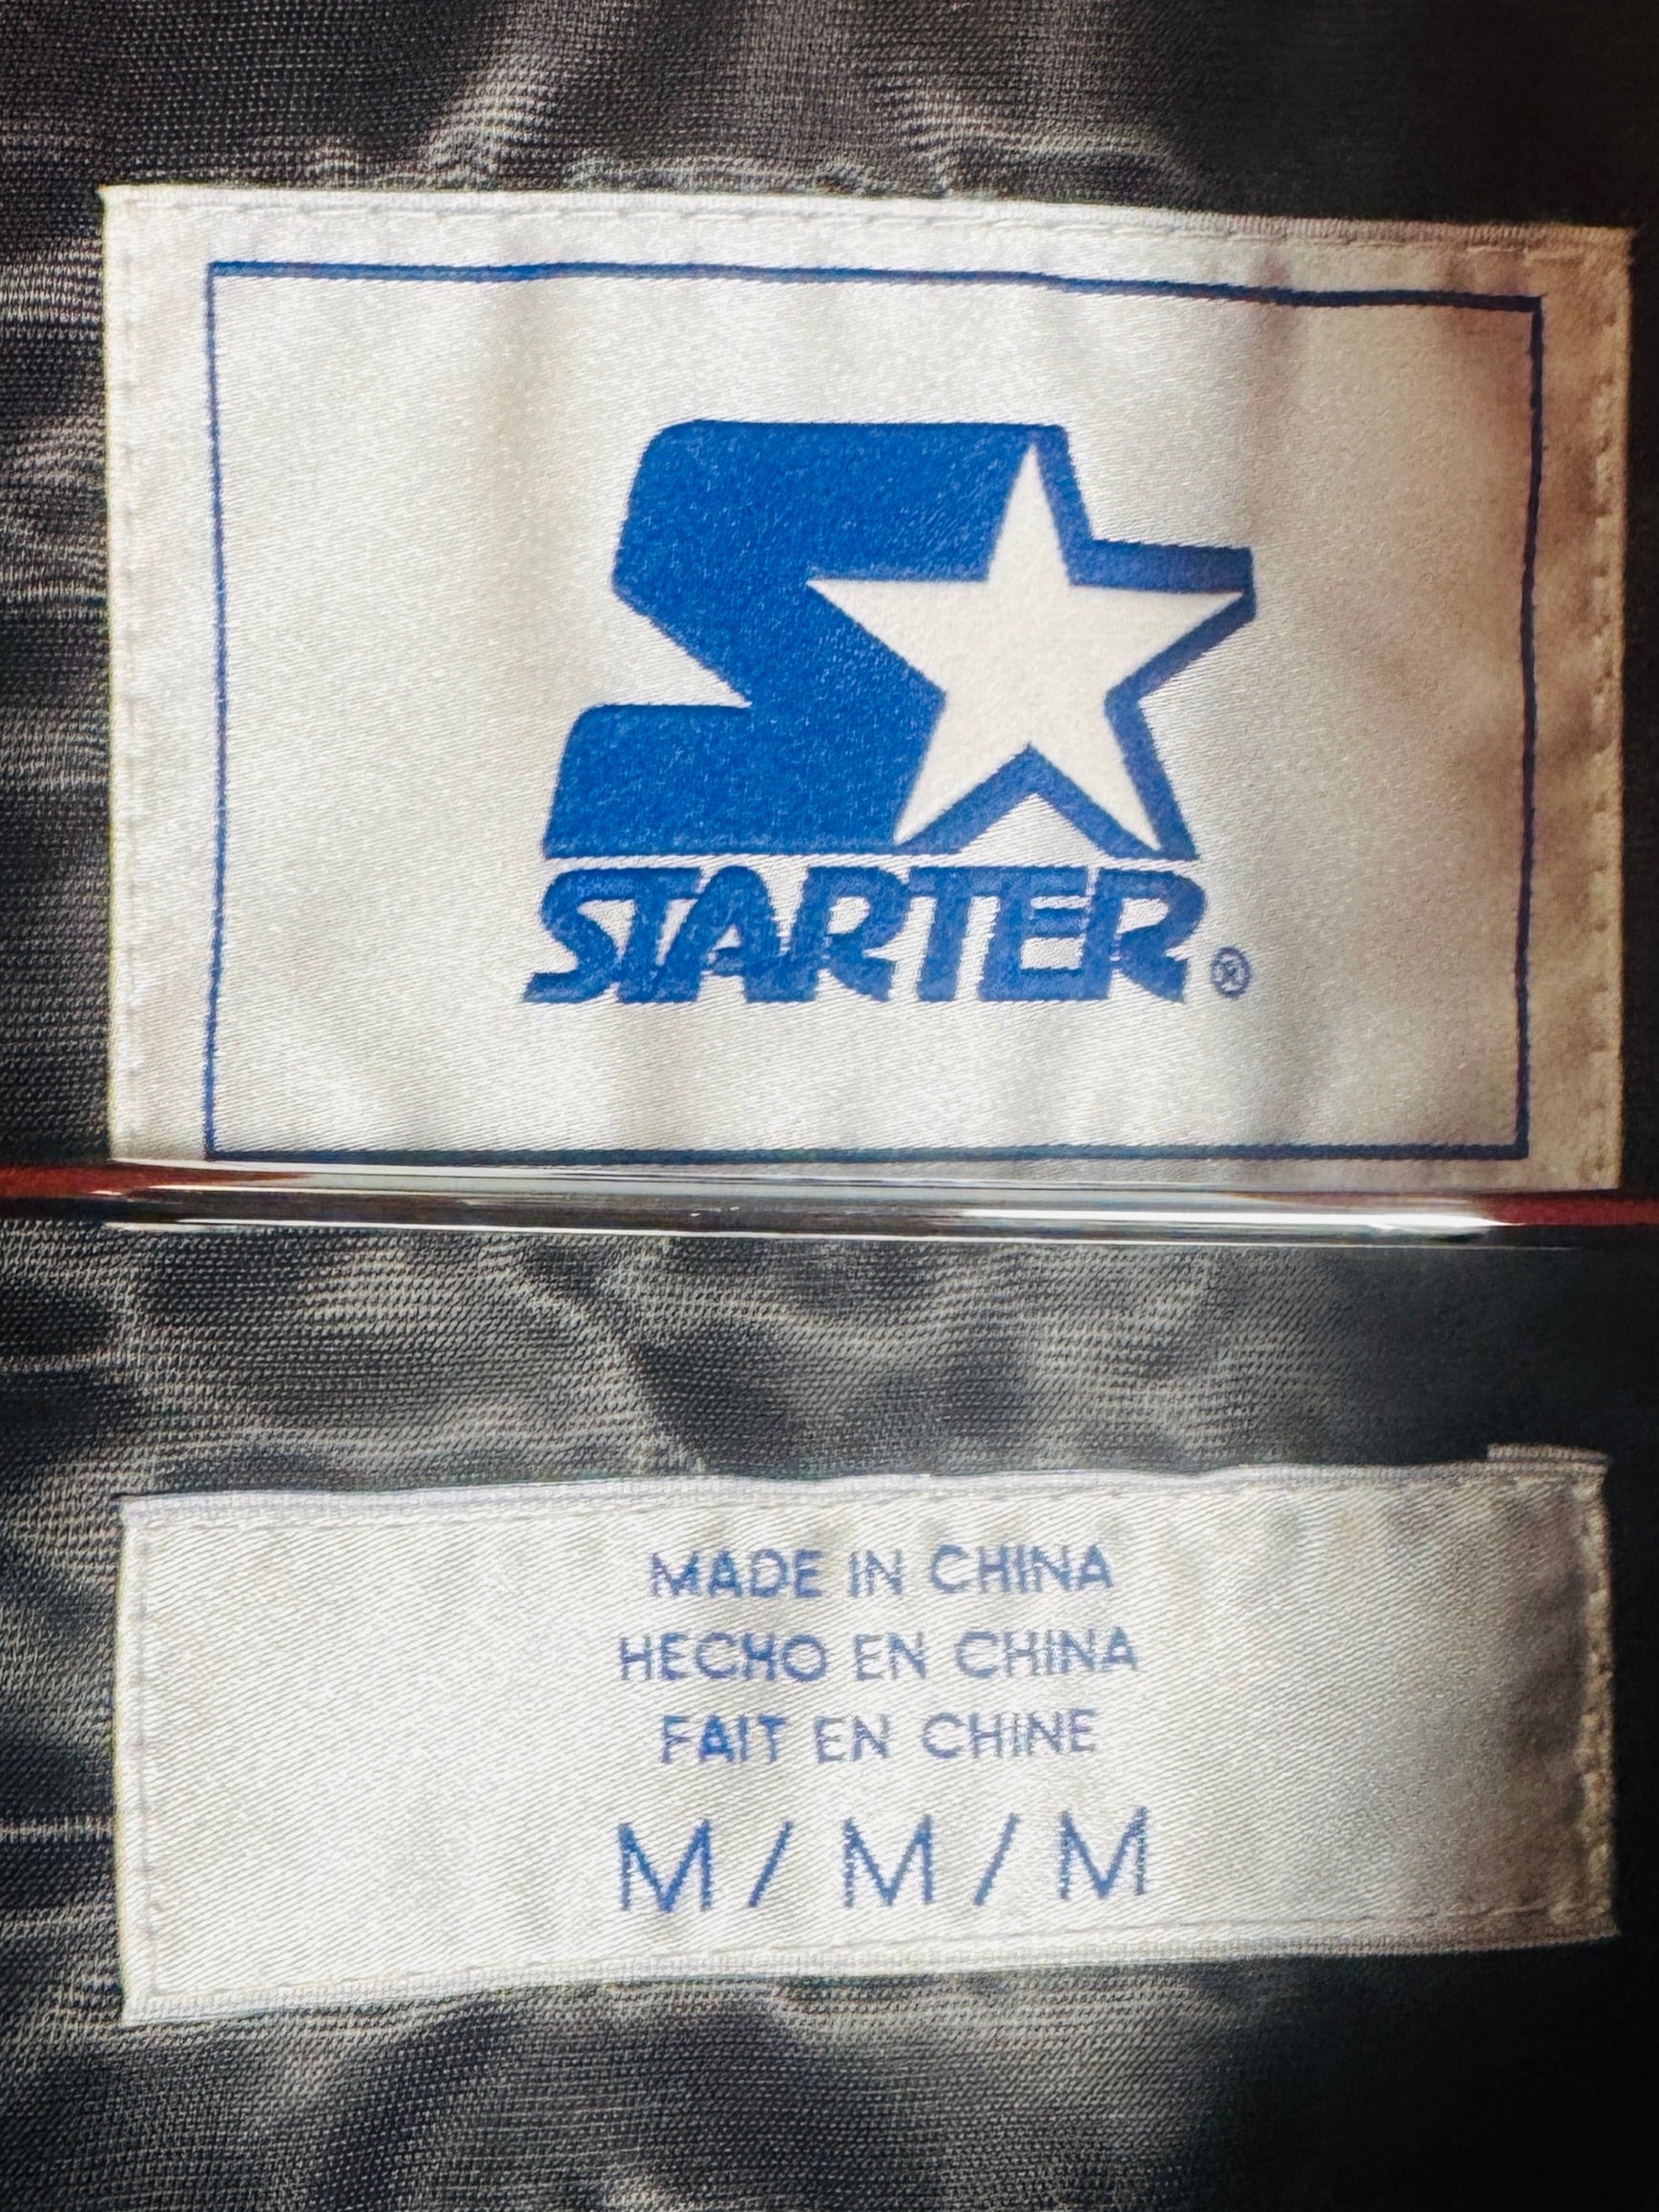 STARTER®
MADE IN CHINA
HECHO EN CHINA
FAIT EN CHINE
M / M / M